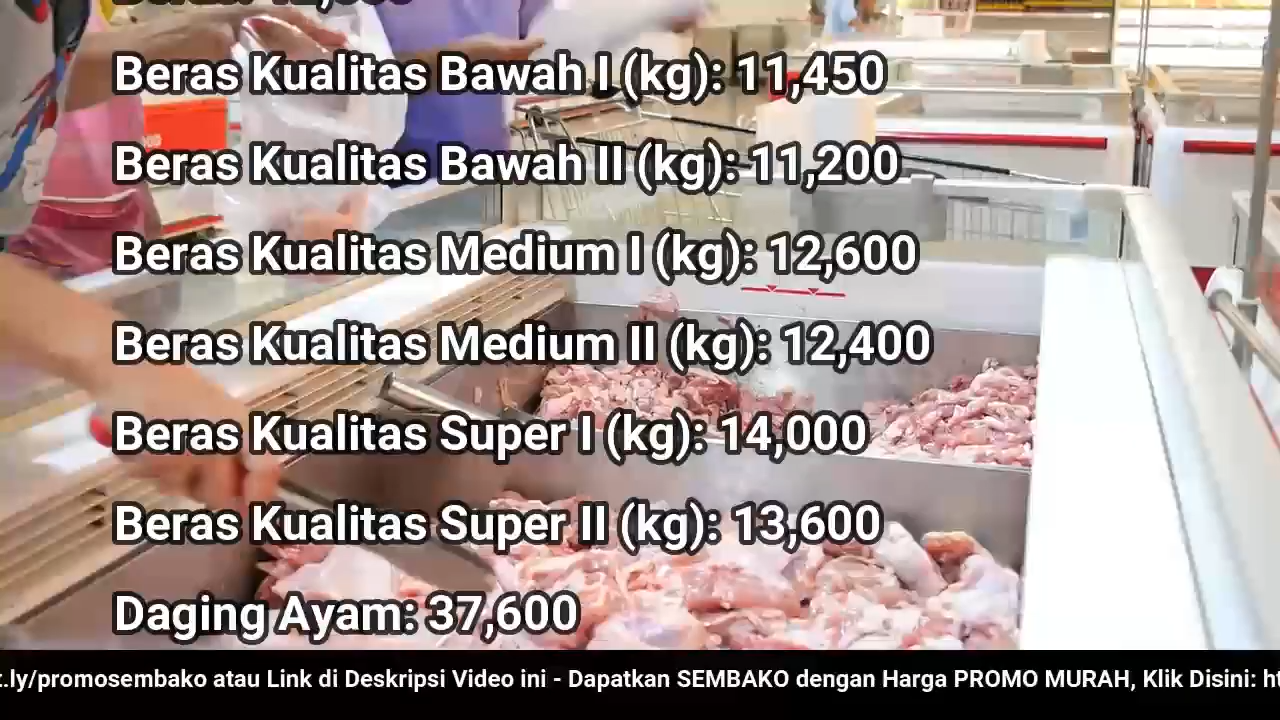 Beras Kualitas Bawah I (kg): 11,450
Beras Kualitas Bawah II (kg): 11,200
Beras Kualitas Medium I (kg): 12,600
Beras Kualitas Medium II (kg): 12,400
Beras Kualitas Super I (kg): 14,000
Beras Kualitas Super II (kg): 13,600
Daging Ayam: 37,600
t.ly/promosembako atau Link di Deskripsi Video ini - Dapatkan SEMBAKO dengan Harga PROMO MURAH, Klik Disini: ht